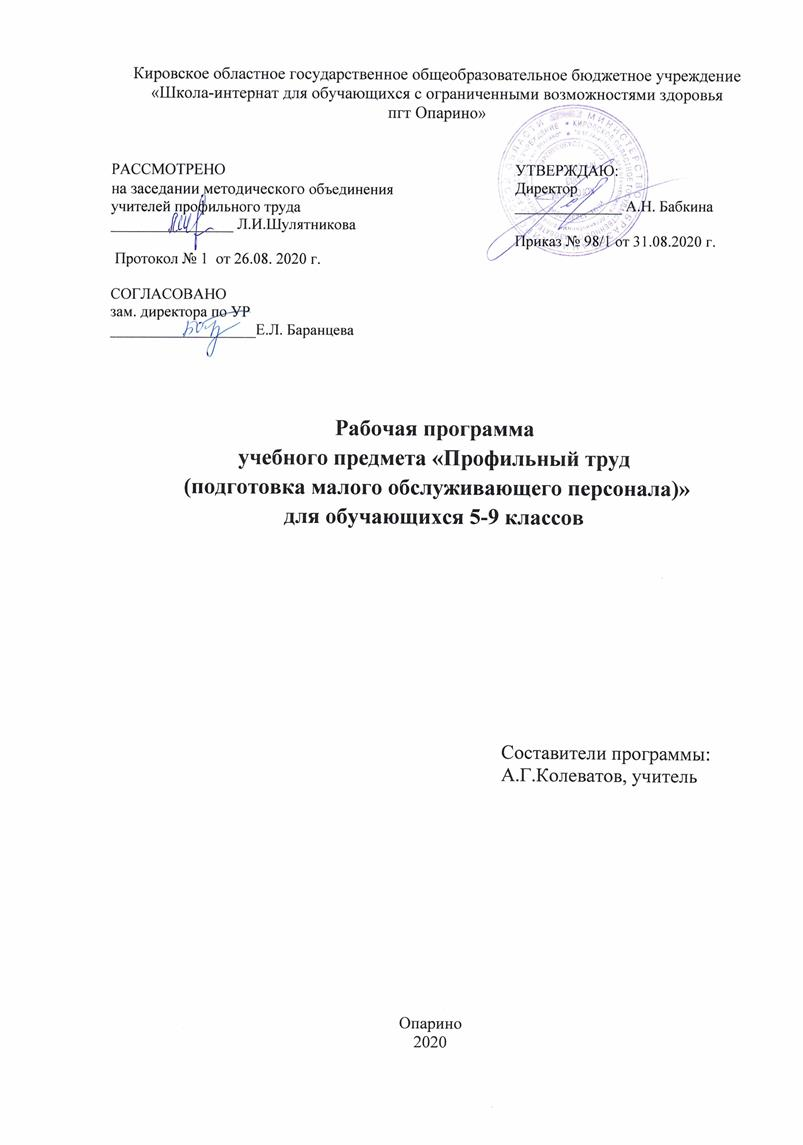 Кировское областное государственное общеобразовательное бюджетное учреждение
«Школа-интернат для обучающихся с ограниченными возможностями здоровья
пгт Опарино»
РАССМОТРЕНО
на заседании методического объединения
учителей профильного труда
Л.И.Шулятникова
Протокол № 1 от 26.08. 2020 г.
УТВЕРЖДАЮ:
Директор
А.Н. Бабкина
Приказ № 98/1 от 31.08.2020 г.
СОГЛАСОВАНО
зам. директора по УР
Е.Л. Баранцева
Рабочая программа
учебного предмета «Профильный труд
(подготовка малого обслуживающего персонала)»
для обучающихся 5-9 классов
Составители программы:
А.Г.Колеватов, учитель
Опарино
2020